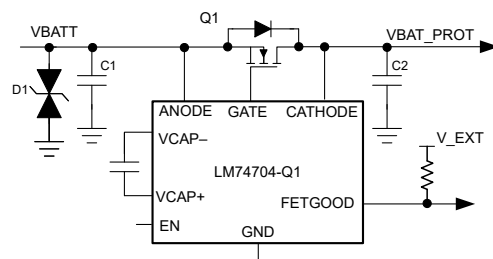 Q1
VBATT
VBAT_PROT
C1
C2
D1
ANODE
GATE
CATHODE
VCAP–
V_EXT
LM74704-Q1
VCAP+
FETGOOD
EN
GND